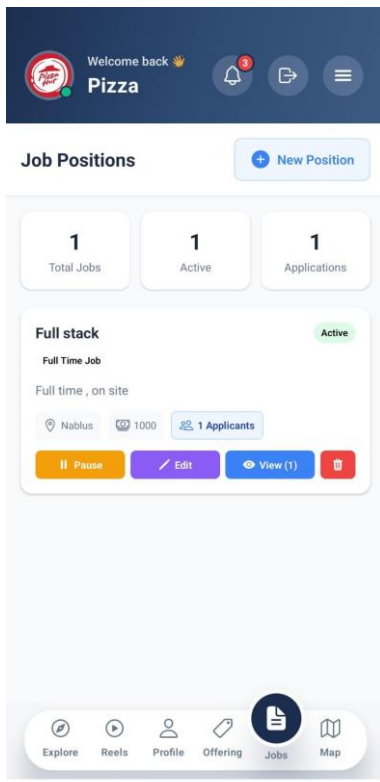 Pizza
Hut
Welcome back 👋
Pizza
3
Job Positions
New Position
1
Total Jobs
1
Active
1
Applications
Full stack
Active
Full Time Job
Full time , on site
Nablus
1000
1 Applicants
Pause
Edit
View (1)
Explore
Reels
Profile
Offering
Jobs
Map